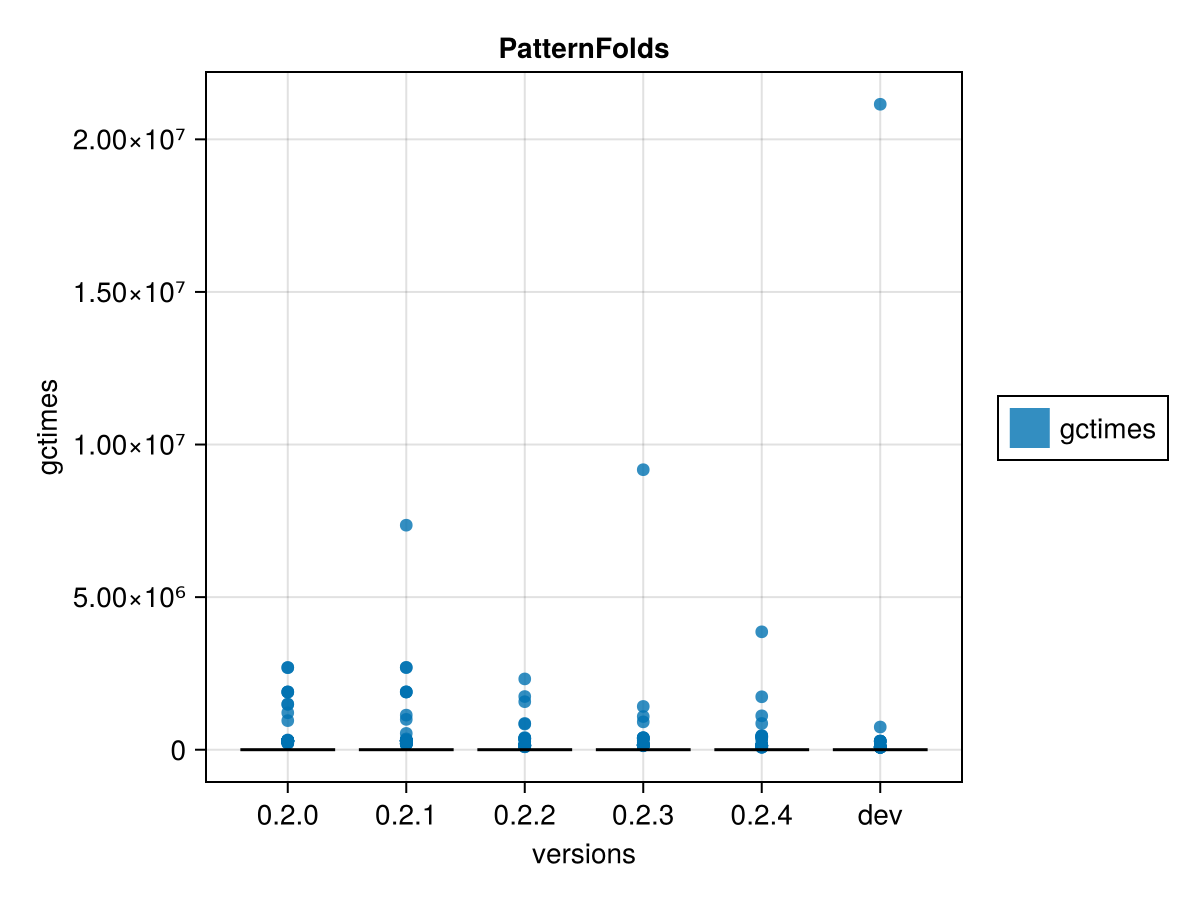 PatternFolds
2.00×10⁷
1.50×10⁷
1.00×10⁷
5.00×10⁶
0
gctimes
0.2.0 0.2.1 0.2.2 0.2.3 0.2.4 dev
versions
gctimes